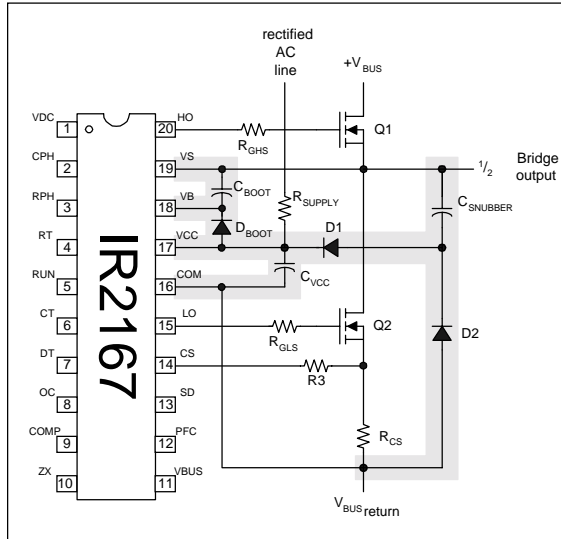 rectified
AC
line
+V_BUS
VDC 1
CPH 2
RPH 3
RT 4
RUN 5
CT 6
DT 7
OC 8
COMP 9
ZX 10
IR2167
20 HO
19 VS
18 VB
17 VCC
16 COM
15 LO
14 CS
13 SD
12 PFC
11 VBUS
R_GHS
Q1
C_BOOT
D_BOOT
R_SUPPLY
1/2 Bridge
output
C_SNUBBER
D1
C_VCC
R_GLS
Q2
D2
R3
R_CS
V_BUS return